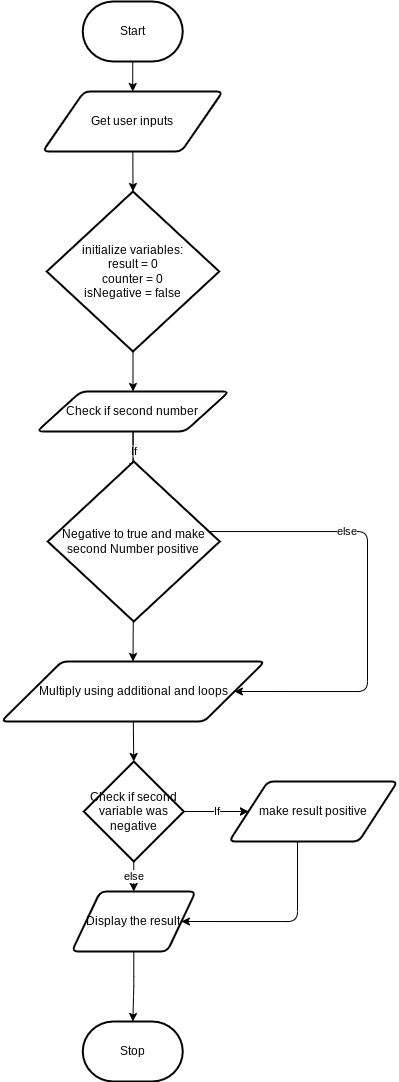 Start
Get user inputs
initialize variables:
result = 0
counter = 0
isNegative = false
Check if second number
If
Negative to true and make
second Number positive
else
Multiply using additional and loops
Check if second
variable was
negative
If
make result positive
else
Display the result
Stop